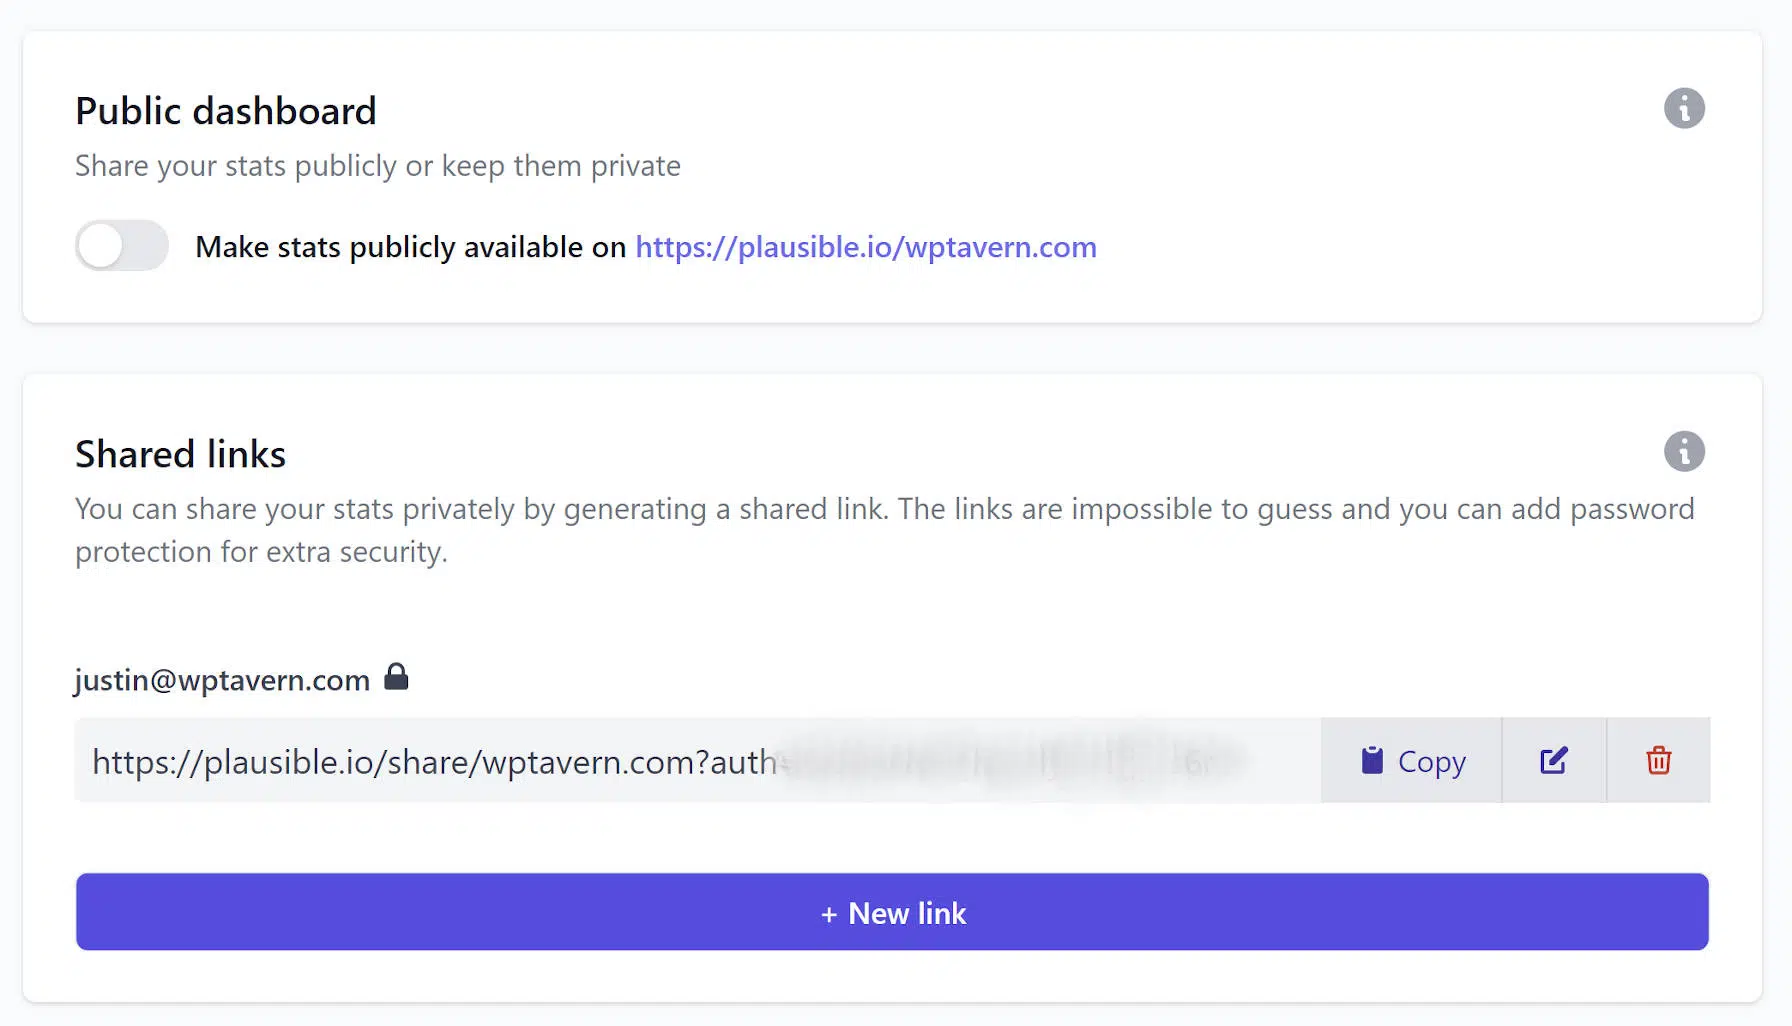 Public dashboard
Share your stats publicly or keep them private
Make stats publicly available on https://plausible.io/wptavern.com
Shared links
You can share your stats privately by generating a shared link. The links are impossible to guess and you can add password
protection for extra security.
justin@wptavern.com
https://plausible.io/share/wptavern.com?auth
Copy
+ New link